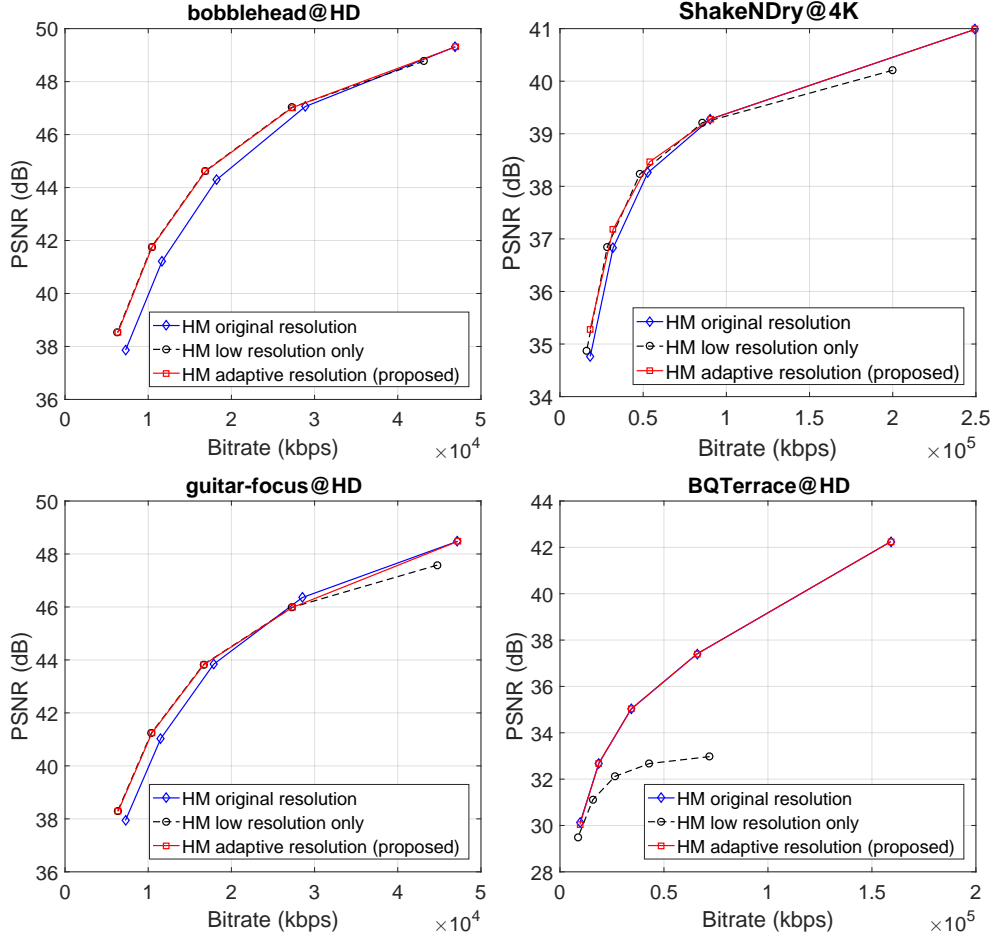 bobblehead@HD
50
48
46
44
42
40
38
36
PSNR (dB)
HM original resolution
HM low resolution only
HM adaptive resolution (proposed)
0 1 2 3 4 5
Bitrate (kbps)
×10^4
ShakeNDry@4K
41
40
39
38
37
36
35
34
PSNR (dB)
HM original resolution
HM low resolution only
HM adaptive resolution (proposed)
0 0.5 1 1.5 2 2.5
Bitrate (kbps)
×10^5
guitar-focus@HD
50
48
46
44
42
40
38
36
PSNR (dB)
HM original resolution
HM low resolution only
HM adaptive resolution (proposed)
0 1 2 3 4 5
Bitrate (kbps)
×10^4
BQTerrace@HD
44
42
40
38
36
34
32
30
28
PSNR (dB)
HM original resolution
HM low resolution only
HM adaptive resolution (proposed)
0 0.5 1 1.5 2
Bitrate (kbps)
×10^5